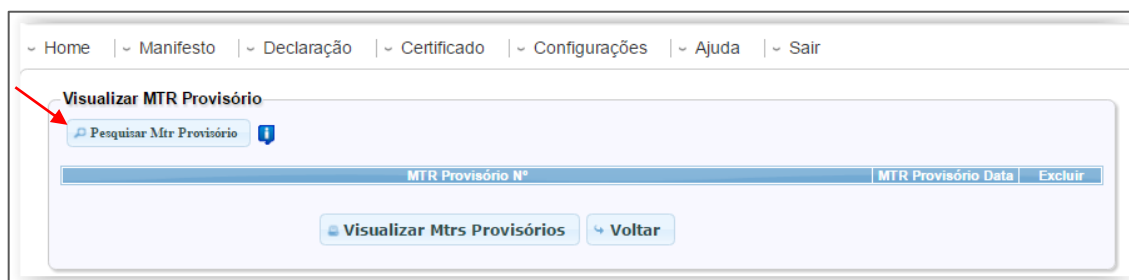 Home Manifesto Declaração Certificado Configurações Ajuda Sair
Visualizar MTR Provisório
Pesquisar Mtr Provisório
MTR Provisório Nº MTR Provisório Data Excluir
Visualizar Mtrs Provisórios Voltar